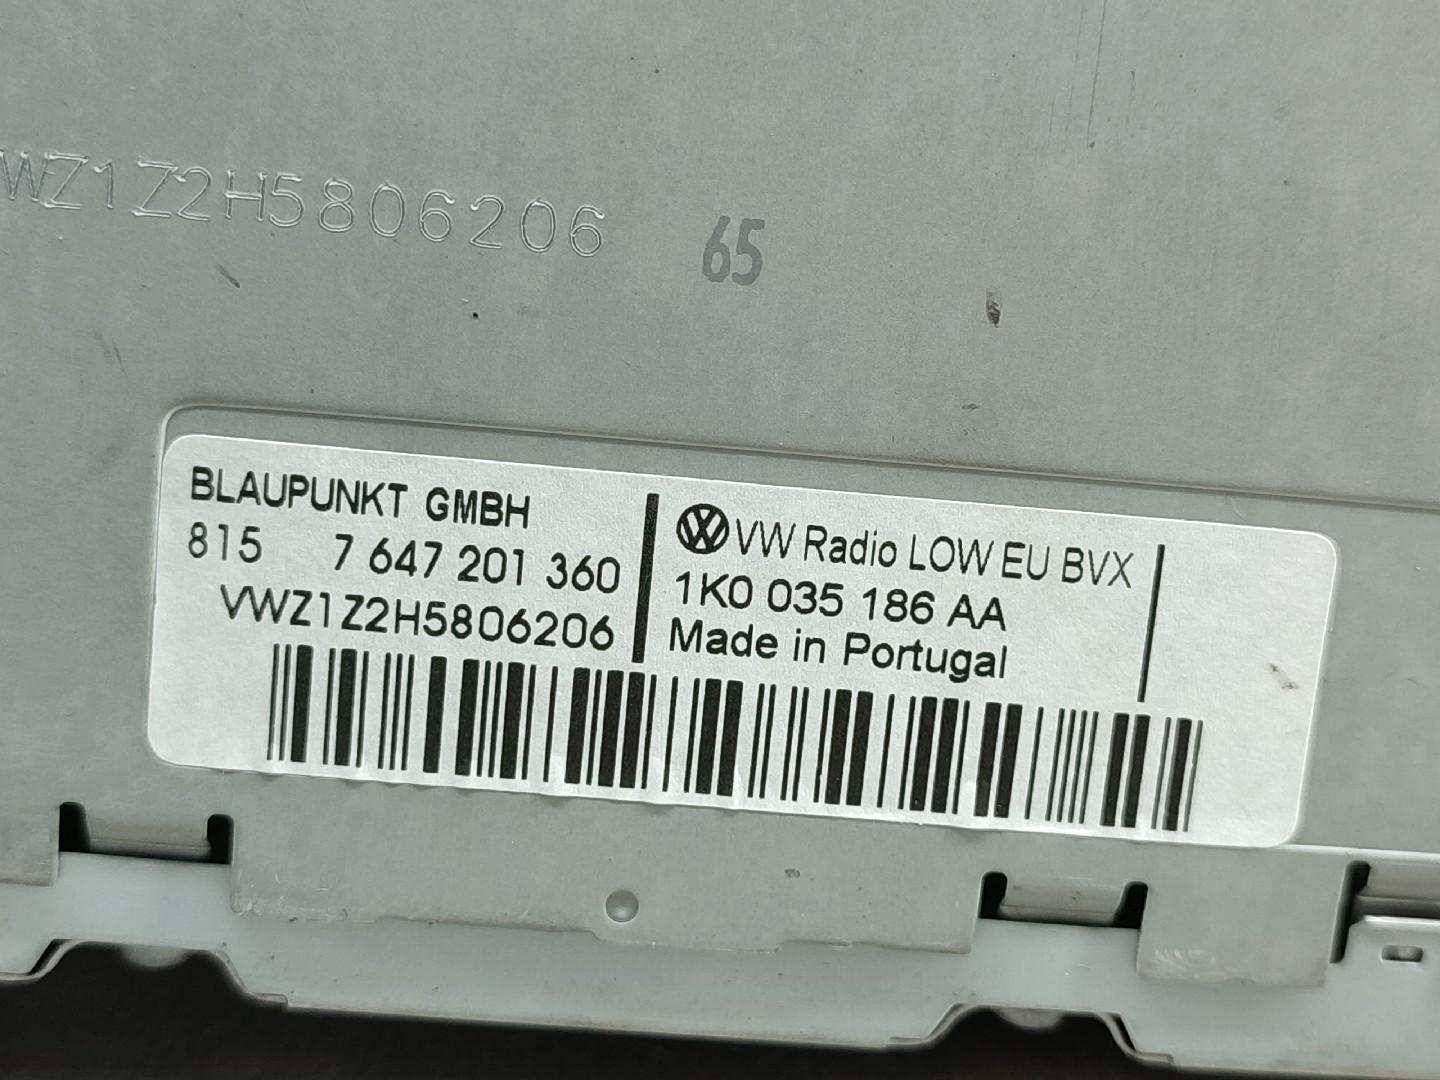 VWZ1Z2H5806206
65
BLAUPUNKT GMBH
815 7 647 201 360
VWZ1Z2H5806206
VW Radio LOW EU BVX
1K0 035 186 AA
Made in Portugal